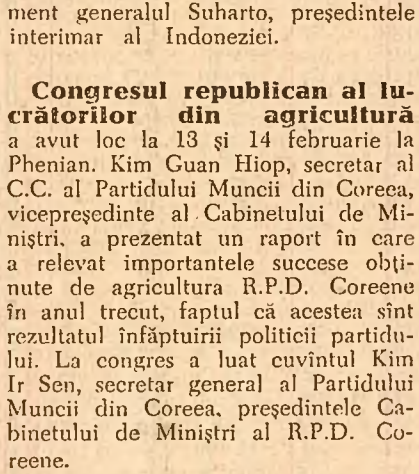 ment generalul Suharto, președintele
interimar al Indoneziei.
Congresul republican al lu-
crătorilor din agricultură
a avut loc la 13 și 14 februarie la
Phenian. Kim Guan Hiop, secretar al
C.C. al Partidului Muncii din Coreea,
vicepreședinte al Cabinetului de Mi-
niștri, a prezentat un raport în care
a relevat importantele succese obți-
nute de agricultura R.P.D. Coreene
în anul trecut, faptul că acestea sînt
rezultatul înfăptuirii politicii partidu-
lui. La congres a luat cuvîntul Kim
Ir Sen, secretar general al Partidului
Muncii din Coreea, președintele Ca-
binetului de Miniștri al R.P.D. Co-
reene.